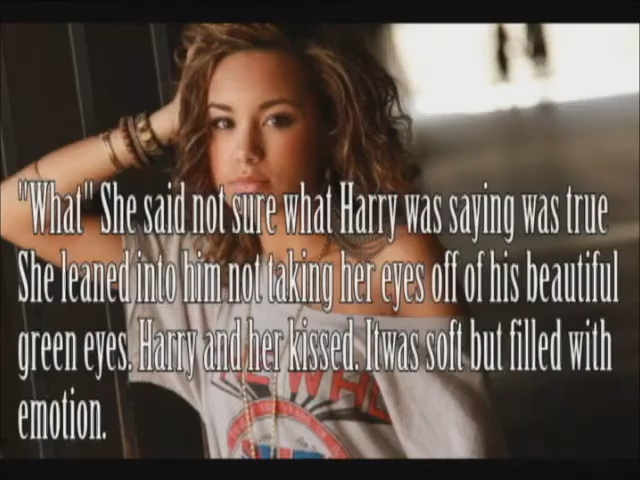 "What" She said not sure what Harry was saying was true
She leaned into him not taking her eyes off of his beautiful
green eyes. Harry and her kissed. Itwas soft but filled with
emotion.